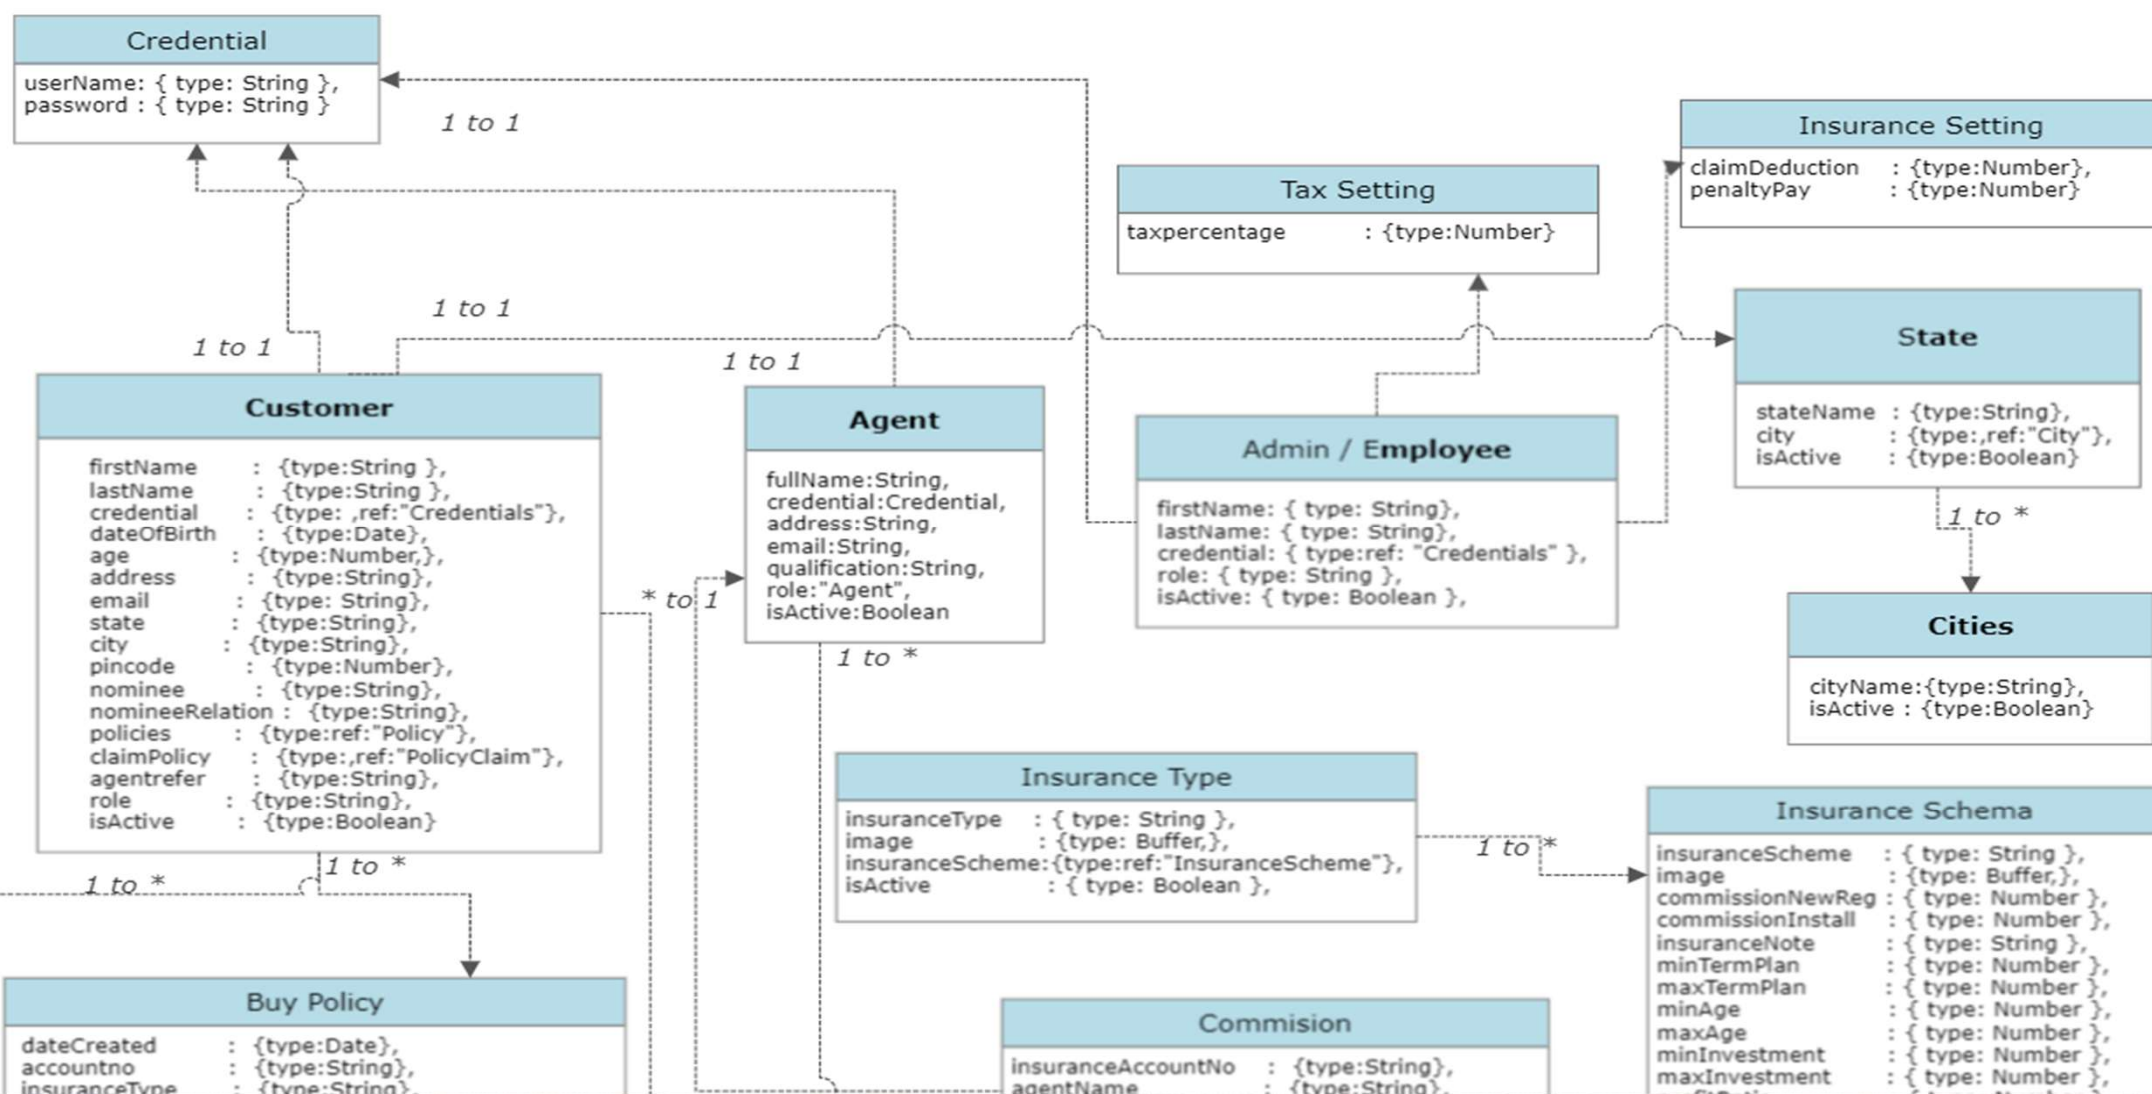 Credential
userName: { type: String },
password : { type: String }
1 to 1
Insurance Setting
claimDeduction : {type:Number},
penaltyPay : {type:Number}
Tax Setting
taxpercentage : {type:Number}
1 to 1
1 to 1
1 to 1
State
stateName : {type:String},
city : {type:,ref:"City"},
isActive : {type:Boolean}
1 to *
Customer
firstName : {type:String },
lastName : {type:String },
credential : {type: ,ref:"Credentials"},
dateOfBirth : {type:Date},
age : {type:Number,},
address : {type:String},
email : {type: String},
state : {type:String},
city : {type:String},
pincode : {type:Number},
nominee : {type:String},
nomineeRelation : {type:String},
policies : {type:ref:"Policy"},
claimPolicy : {type:,ref:"PolicyClaim"},
agentrefer : {type:String},
role : {type:String},
isActive : {type:Boolean}
* to 1
Agent
fullName:String,
credential:Credential,
address:String,
email:String,
qualification:String,
role:"Agent",
isActive:Boolean
1 to *
Admin / Employee
firstName: { type: String},
lastName: { type: String},
credential: { type:ref: "Credentials" },
role: { type: String },
isActive: { type: Boolean },
Cities
cityName:{type:String},
isActive : {type:Boolean}
Insurance Type
insuranceType : { type: String },
image : {type: Buffer,},
insuranceScheme:{type:ref:"InsuranceScheme"},
isActive : { type: Boolean },
1 to *
Insurance Schema
insuranceScheme : { type: String },
image : {type: Buffer,},
commissionNewReg : { type: Number },
commissionInstall : { type: Number },
insuranceNote : { type: String },
minTermPlan : { type: Number },
maxTermPlan : { type: Number },
minAge : { type: Number },
maxAge : { type: Number },
minInvestment : { type: Number },
maxInvestment : { type: Number },
1 to *
1 to *
Buy Policy
dateCreated : {type:Date},
accountno : {type:String},
insuranceType : {type:String},
Commision
insuranceAccountNo : {type:String},
agentName : {type:String},